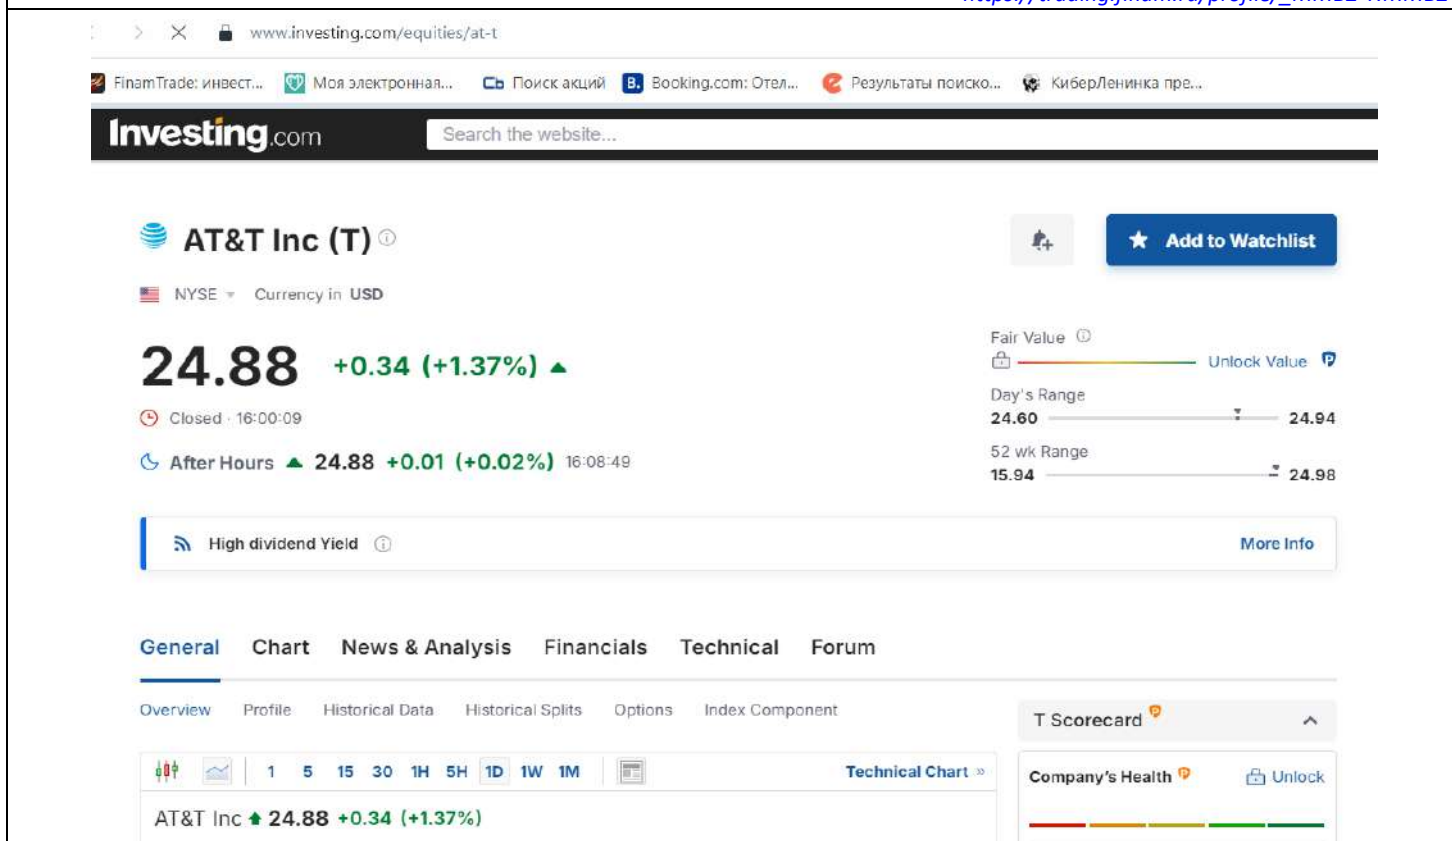 www.investing.com/equities/at-t
FinamTrade: инвест... Моя электронная... Сь Поиск акций B. Booking.com: Отел... Результаты поиско... КиберЛенинка пре...
Investing.com Search the website...
AT&T Inc (T)
Add to Watchlist
NYSE Currency in USD
24.88 +0.34 (+1.37%)
Closed · 16:00:09
After Hours 24.88 +0.01 (+0.02%) 16:08:49
Fair Value
Unlock Value
Day's Range
24.60 24.94
52 wk Range
15.94 24.98
High dividend Yield More Info
General Chart News & Analysis Financials Technical Forum
Overview Profile Historical Data Historical Splits Options Index Component
T Scorecard
1 5 15 30 1H 5H 1D 1W 1M Technical Chart »
Company's Health Unlock
AT&T Inc 24.88 +0.34 (+1.37%)